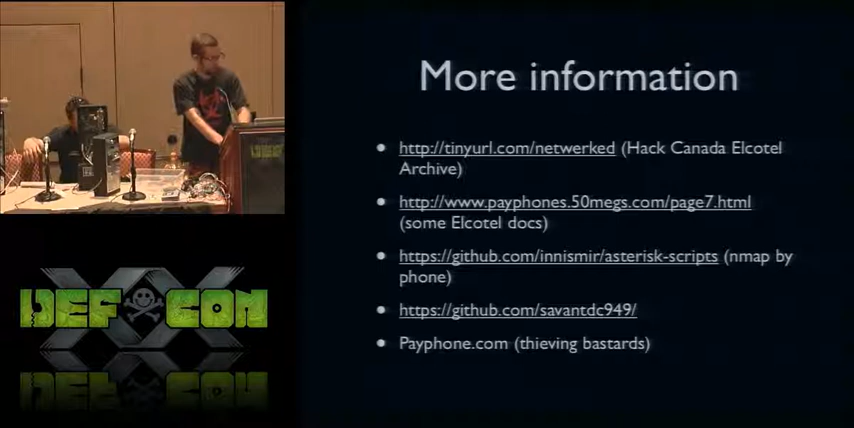 More information
http://tinyurl.com/netwerked (Hack Canada Elcotel
Archive)
http://www.payphones.50megs.com/page7.html
(some Elcotel docs)
https://github.com/innismir/asterisk-scripts (nmap by
phone)
https://github.com/savantdc949/
Payphone.com (thieving bastards)
XX
DEF CON